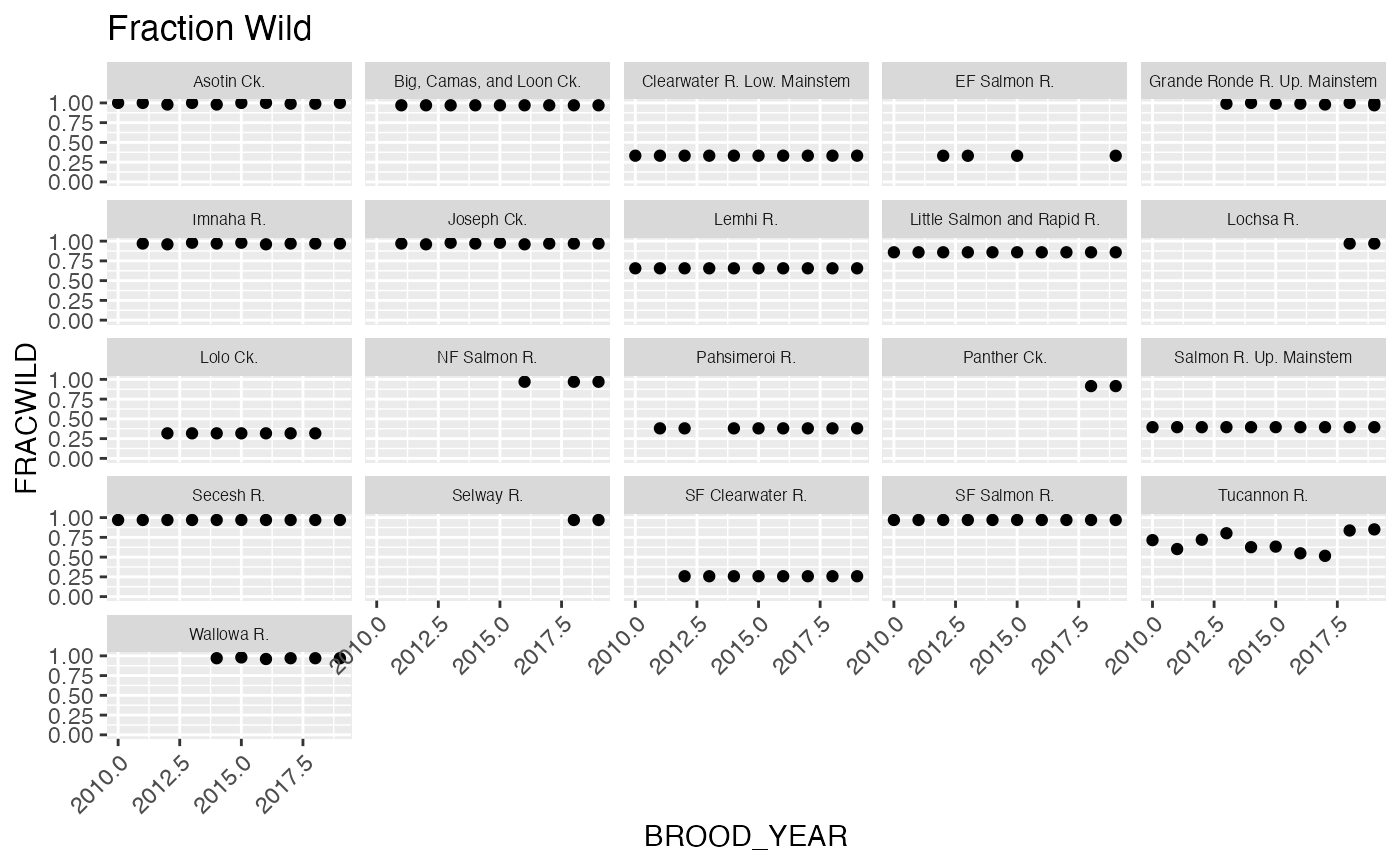 Fraction Wild
Asotin Ck. Big, Camas, and Loon Ck. Clearwater R. Low. Mainstem EF Salmon R. Grande Ronde R. Up. Mainstem
1.00
0.75
0.50
0.25
0.00
Imnaha R. Joseph Ck. Lemhi R. Little Salmon and Rapid R. Lochsa R.
1.00
0.75
0.50
0.25
0.00
Lolo Ck. NF Salmon R. Pahsimeroi R. Panther Ck. Salmon R. Up. Mainstem
1.00
0.75
0.50
0.25
0.00
FRACWILD
Secesh R. Selway R. SF Clearwater R. SF Salmon R. Tucannon R.
1.00
0.75
0.50
0.25
0.00
2010.0 2012.5 2015.0 2017.5 2010.0 2012.5 2015.0 2017.5 2010.0 2012.5 2015.0 2017.5 2010.0 2012.5 2015.0 2017.5
Wallowa R.
1.00
0.75
0.50
0.25
0.00
2010.0 2012.5 2015.0 2017.5
BROOD_YEAR